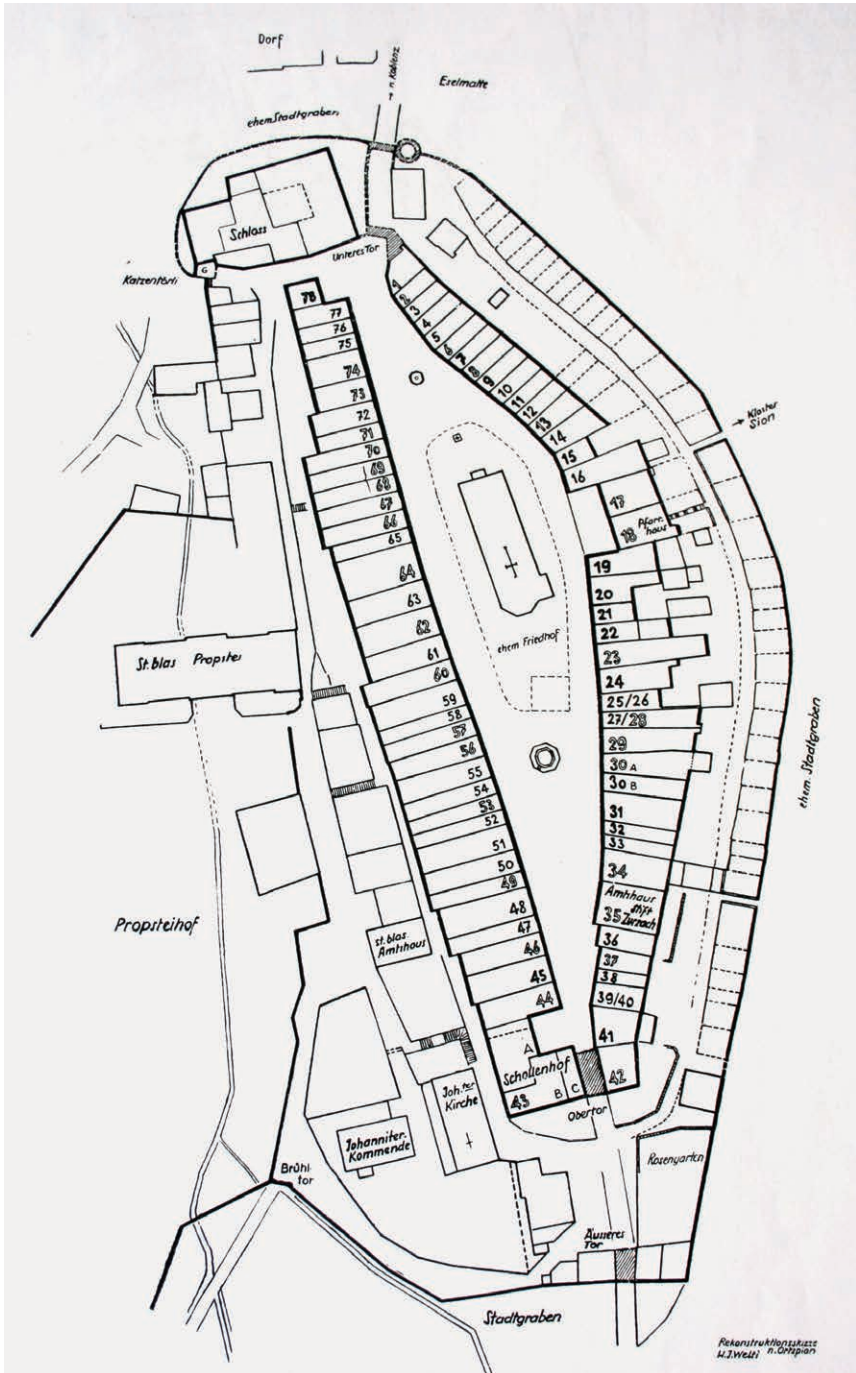 Dorf
→ n. Koblenz
Eselmatte
ehem Stadtgraben
Schloss
Unteres Tor
G
Katzentörli
1
2
3
4
5
6
7
8
9
10
11
12
13
14
15
16
17
18 Pfarr-
haus
→ Kloster
Sion
19
20
21
22
23
24
25/26
27/28
29
30 A
30 B
31
32
33
34
Amthaus
35 Stift
Zurzach
36
37
38
39/40
41
42
ehem. Stadtgraben
78
77
76
75
74
73
72
71
70
69
68
67
66
65
64
63
62
61
60
59
58
57
56
55
54
53
52
51
50
49
48
47
46
45
44
ehem Friedhof
St. blas Propstei
Propsteihof
st. blas.
Amthaus
A
Schollenhof
43 B C
Obertor
Joh.ter
Kirche
Johanniter-
Kommende
Brühl-
tor
Rosengarten
Äusseres
Tor
Stadtgraben
Rekonstruktionsskizze
H.J. Welti n. Ortsplan